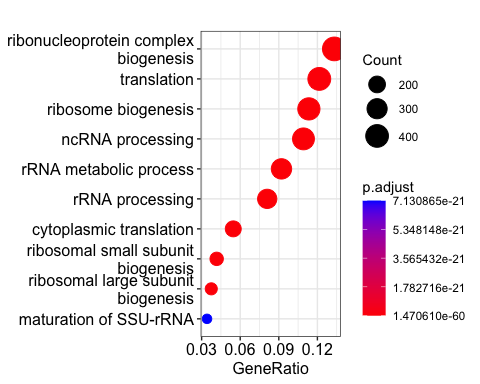 ribonucleoprotein complex
biogenesis
translation
ribosome biogenesis
ncRNA processing
rRNA metabolic process
rRNA processing
cytoplasmic translation
ribosomal small subunit
biogenesis
ribosomal large subunit
biogenesis
maturation of SSU-rRNA
0.03 0.06 0.09 0.12
GeneRatio
Count
200
300
400
p.adjust
7.130865e-21
5.348148e-21
3.565432e-21
1.782716e-21
1.470610e-60